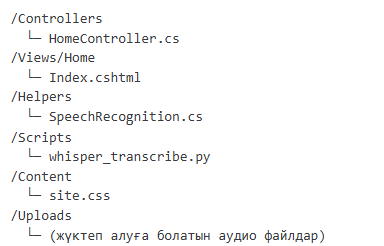 /Controllers
└─ HomeController.cs
/Views/Home
└─ Index.cshtml
/Helpers
└─ SpeechRecognition.cs
/Scripts
└─ whisper_transcribe.py
/Content
└─ site.css
/Uploads
└─ (жүктеп алуға болатын аудио файлдар)